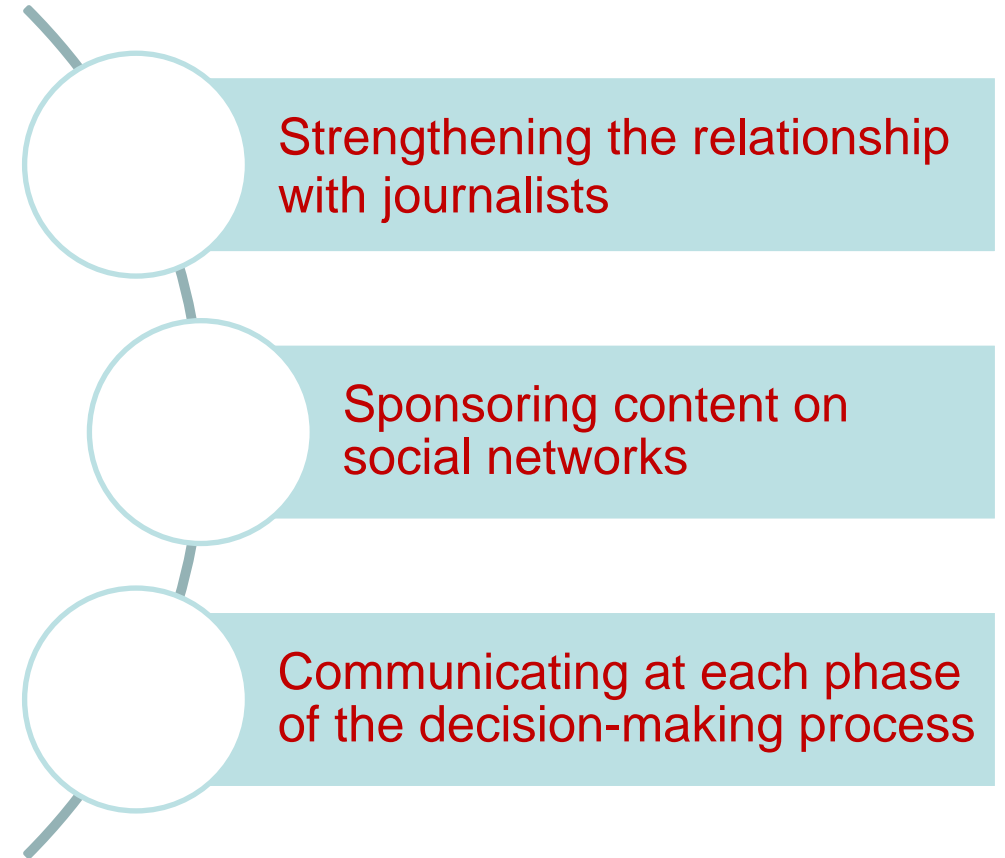 Strengthening the relationship
with journalists
Sponsoring content on
social networks
Communicating at each phase
of the decision-making process